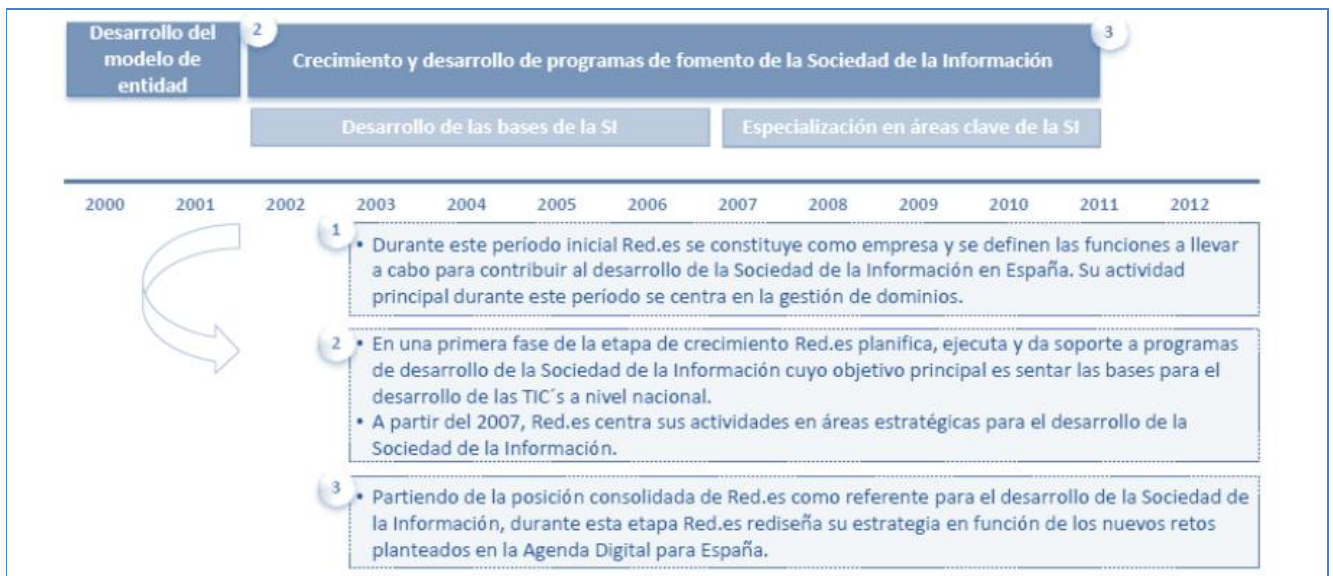 Desarrollo del
modelo de
entidad
2
Crecimiento y desarrollo de programas de fomento de la Sociedad de la Información
3
Desarrollo de las bases de la SI
Especialización en áreas clave de la SI
2000 2001 2002 2003 2004 2005 2006 2007 2008 2009 2010 2011 2012
1
• Durante este período inicial Red.es se constituye como empresa y se definen las funciones a llevar
a cabo para contribuir al desarrollo de la Sociedad de la Información en España. Su actividad
principal durante este período se centra en la gestión de dominios.
2
• En una primera fase de la etapa de crecimiento Red.es planifica, ejecuta y da soporte a programas
de desarrollo de la Sociedad de la Información cuyo objetivo principal es sentar las bases para el
desarrollo de las TIC´s a nivel nacional.
• A partir del 2007, Red.es centra sus actividades en áreas estratégicas para el desarrollo de la
Sociedad de la Información.
3
• Partiendo de la posición consolidada de Red.es como referente para el desarrollo de la Sociedad de
la Información, durante esta etapa Red.es rediseña su estrategia en función de los nuevos retos
planteados en la Agenda Digital para España.